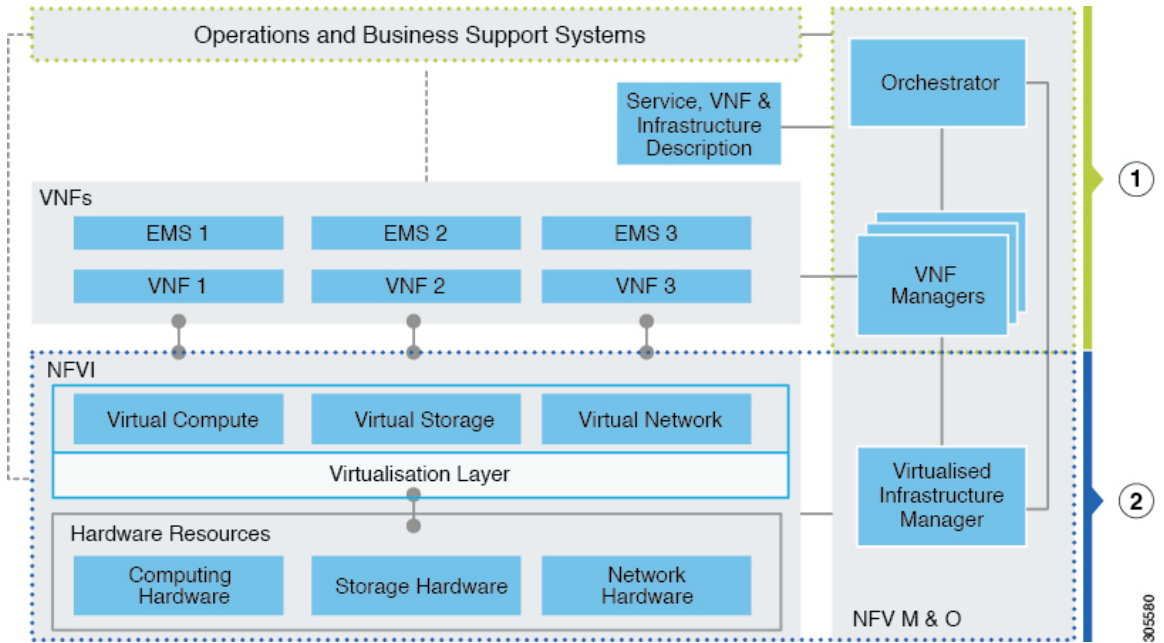 Operations and Business Support Systems
Orchestrator
Service, VNF &
Infrastructure
Description
1
VNFs
EMS 1
EMS 2
EMS 3
VNF 1
VNF 2
VNF 3
VNF
Managers
NFVI
Virtual Compute
Virtual Storage
Virtual Network
Virtualisation Layer
Virtualised
Infrastructure
Manager
2
Hardware Resources
Computing
Hardware
Storage Hardware
Network
Hardware
NFV M & O
305580